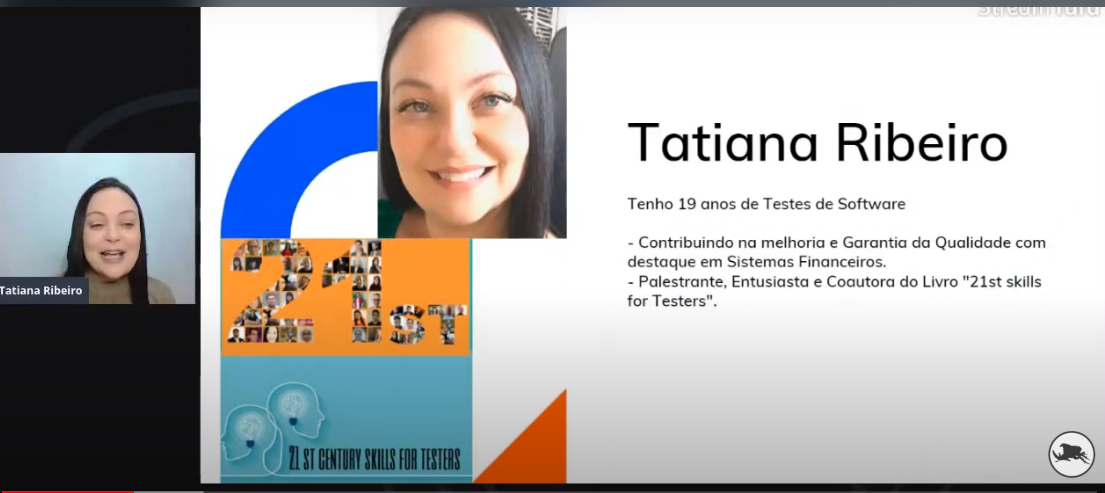 StreamYard
Tatiana Ribeiro
Tenho 19 anos de Testes de Software
- Contribuindo na melhoria e Garantia da Qualidade com
destaque em Sistemas Financeiros.
- Palestrante, Entusiasta e Coautora do Livro "21st skills
for Testers".
Tatiana Ribeiro
21ST
21 ST CENTURY SKILLS FOR TESTERS